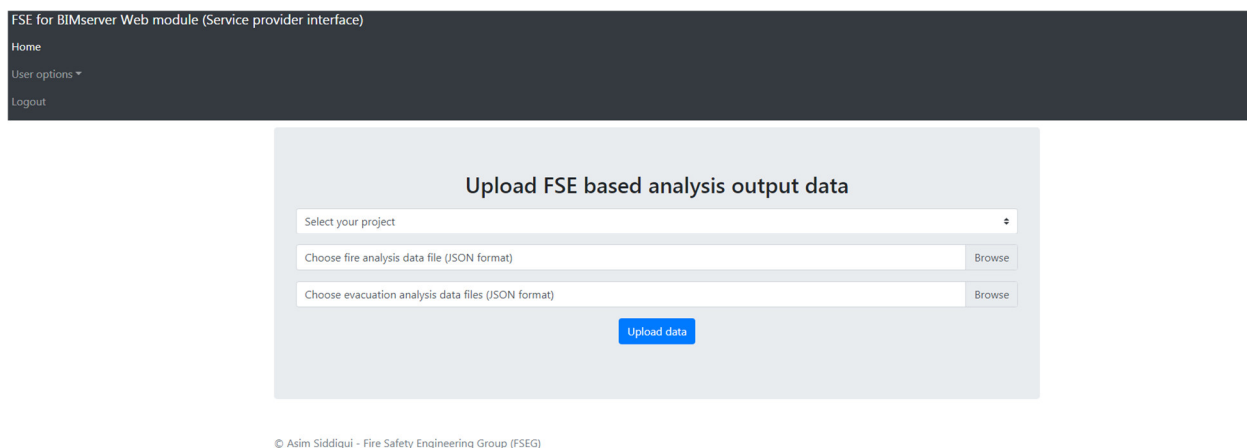 FSE for BIMserver Web module (Service provider interface)
Home
User options
Logout
Upload FSE based analysis output data
Select your project
Choose fire analysis data file (JSON format) Browse
Choose evacuation analysis data files (JSON format) Browse
Upload data
© Asim Siddiqui - Fire Safety Engineering Group (FSEG)